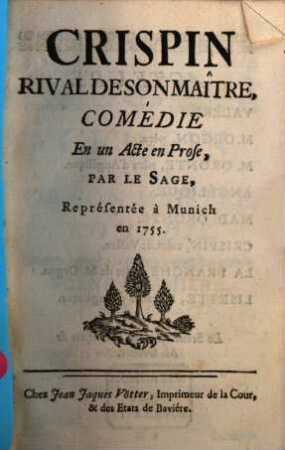 CRISPIN
RIVAL DE SON MAÎTRE,
COMÉDIE
En un Acte en Prose,
PAR LE SAGE,
Représentée à Munich
en 1755.
Chez Jean Jaques Vötter, Imprimeur de la Cour,
& des Etats de Baviére.